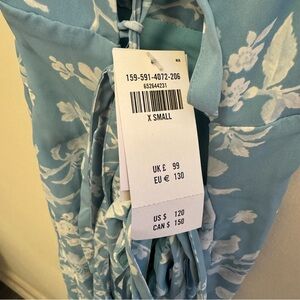 159-591-4072-206
652644231
X SMALL
UK £ 99
EU € 130
US $ 120
CAN $ 150